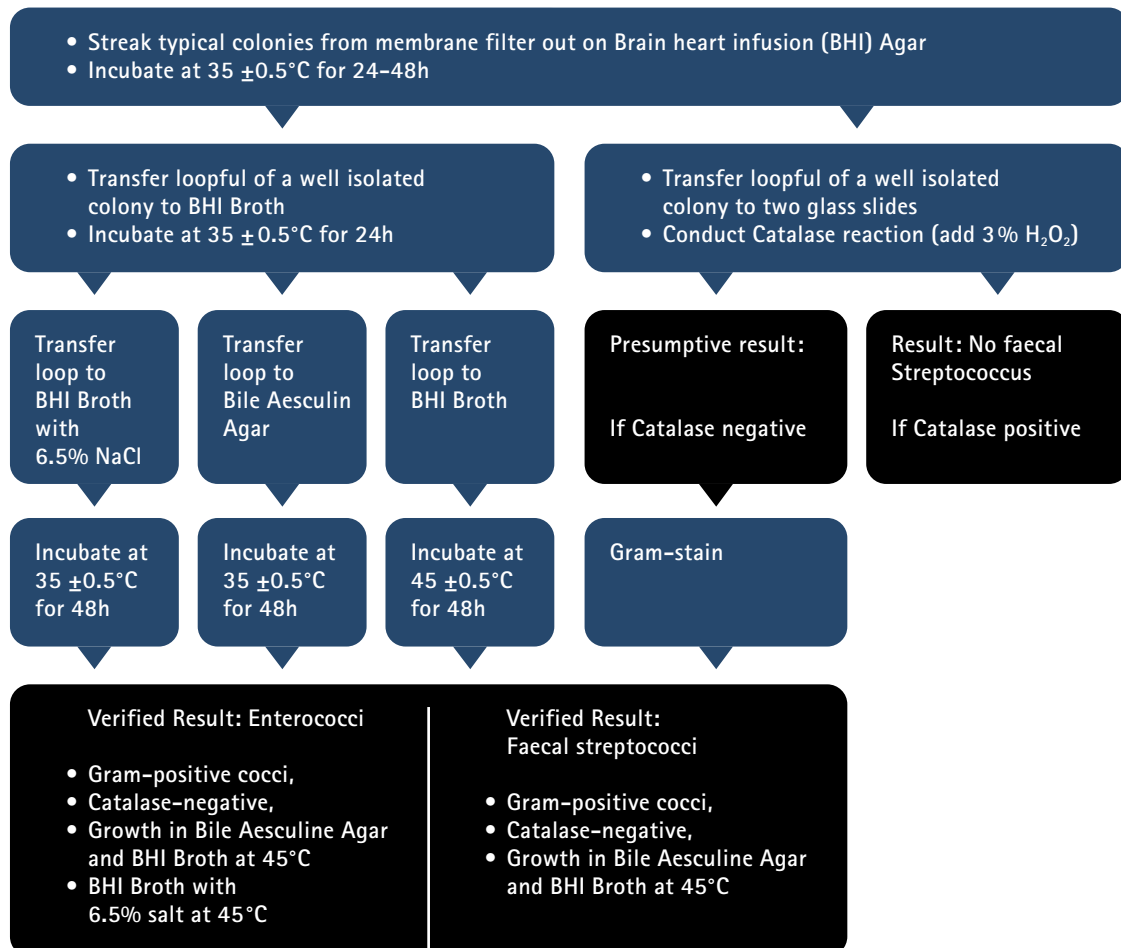 • Streak typical colonies from membrane filter out on Brain heart infusion (BHI) Agar
• Incubate at 35 ±0.5°C for 24–48h
• Transfer loopful of a well isolated
colony to BHI Broth
• Incubate at 35 ±0.5°C for 24h
• Transfer loopful of a well isolated
colony to two glass slides
• Conduct Catalase reaction (add 3% H₂O₂)
Transfer
loop to
BHI Broth
with
6.5% NaCl
Transfer
loop to
Bile Aesculin
Agar
Transfer
loop to
BHI Broth
Presumptive result:
If Catalase negative
Result: No faecal
Streptococcus
If Catalase positive
Incubate at
35 ±0.5°C
for 48h
Incubate at
35 ±0.5°C
for 48h
Incubate at
45 ±0.5°C
for 48h
Gram-stain
Verified Result: Enterococci
• Gram-positive cocci,
• Catalase-negative,
• Growth in Bile Aesculine Agar
and BHI Broth at 45°C
• BHI Broth with
6.5% salt at 45°C
Verified Result:
Faecal streptococci
• Gram-positive cocci,
• Catalase-negative,
• Growth in Bile Aesculine Agar
and BHI Broth at 45°C